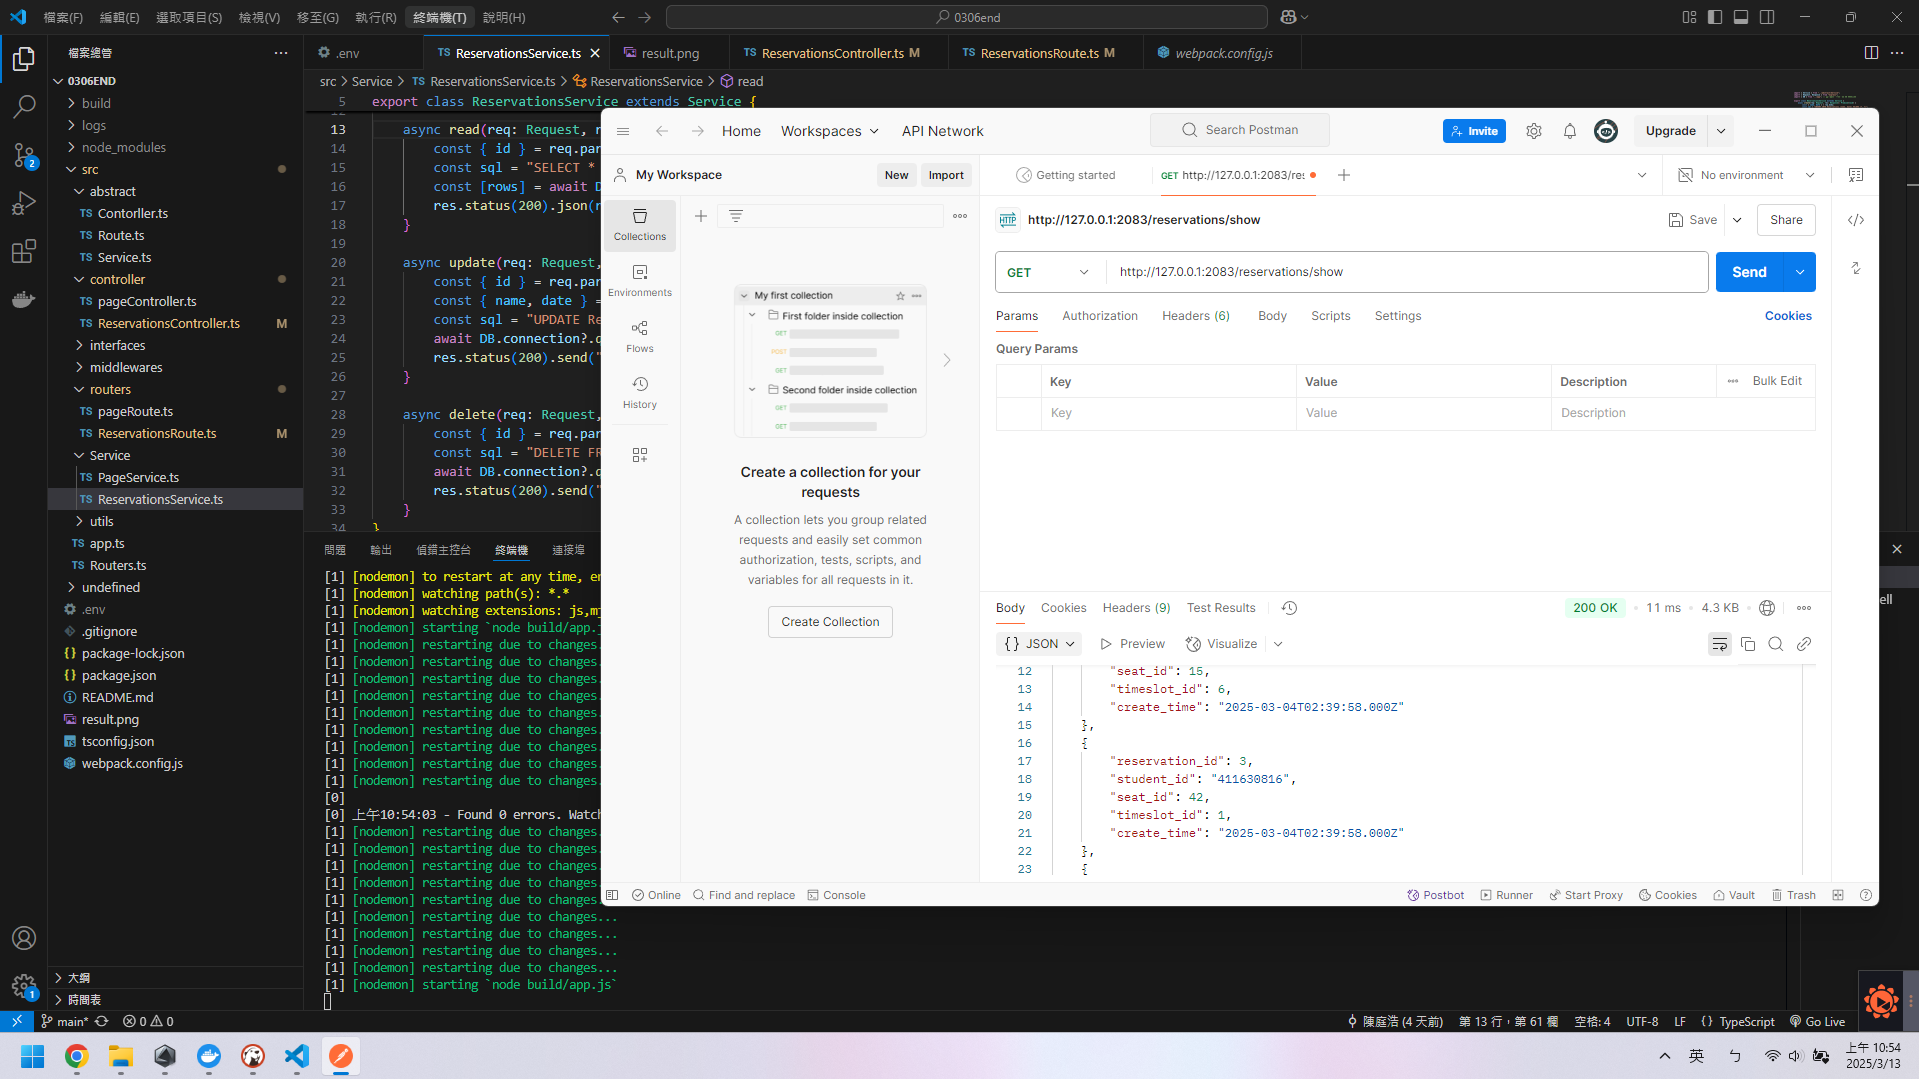 檔案(F) 編輯(E) 選取項目(S) 檢視(V) 移至(G) 執行(R) 終端機(T) 說明(H)
0306end
檔案總管
0306END
build
logs
node_modules
src
abstract
TS Contorller.ts
TS Route.ts
TS Service.ts
controller
TS pageController.ts
TS ReservationsController.ts M
interfaces
middlewares
routers
TS pageRoute.ts
TS ReservationsRoute.ts M
Service
TS PageService.ts
TS ReservationsService.ts
utils
TS app.ts
TS Routers.ts
undefined
.env
.gitignore
{} package-lock.json
{} package.json
README.md
result.png
tsconfig.json
webpack.config.js
大綱
時間表
2
1
.env
TS ReservationsService.ts
result.png
TS ReservationsController.ts M
TS ReservationsRoute.ts M
webpack.config.js
src > Service > TS ReservationsService.ts > ReservationsService > read
5 export class ReservationsService extends Service {
13 async read(req: Request, r
14 const { id } = req.par
15 const sql = "SELECT *
16 const [rows] = await D
17 res.status(200).json(r
18 }
19
20 async update(req: Request,
21 const { id } = req.par
22 const { name, date } =
23 const sql = "UPDATE Re
24 await DB.connection?.q
25 res.status(200).send("
26 }
27
28 async delete(req: Request,
29 const { id } = req.par
30 const sql = "DELETE FR
31 await DB.connection?.q
32 res.status(200).send("
33 }
34 }
問題 輸出 偵錯主控台 終端機 連接埠
[1] [nodemon] to restart at any time, en
[1] [nodemon] watching path(s): *.*
[1] [nodemon] watching extensions: js,m
[1] [nodemon] starting `node build/app.j
[1] [nodemon] restarting due to changes.
[1] [nodemon] restarting due to changes.
[1] [nodemon] restarting due to changes.
[1] [nodemon] restarting due to changes.
[1] [nodemon] restarting due to changes.
[1] [nodemon] restarting due to changes.
[1] [nodemon] restarting due to changes.
[1] [nodemon] restarting due to changes.
[1] [nodemon] restarting due to changes.
[0]
[0] 上午10:54:03 - Found 0 errors. Watc
[1] [nodemon] restarting due to changes.
[1] [nodemon] restarting due to changes.
[1] [nodemon] restarting due to changes.
[1] [nodemon] restarting due to changes.
[1] [nodemon] restarting due to changes.
[1] [nodemon] restarting due to changes...
[1] [nodemon] restarting due to changes...
[1] [nodemon] restarting due to changes...
[1] [nodemon] restarting due to changes...
[1] [nodemon] starting `node build/app.js`
ell
Home Workspaces API Network
Search Postman
Invite
Upgrade
My Workspace
New Import
Collections
Environments
Flows
History
My first collection
First folder inside collection
GET
POST
GET
Second folder inside collection
GET
GET
Create a collection for your
requests
A collection lets you group related
requests and easily set common
authorization, tests, scripts, and
variables for all requests in it.
Create Collection
Getting started
GET http://127.0.0.1:2083/res
No environment
HTTP http://127.0.0.1:2083/reservations/show
Save Share
GET http://127.0.0.1:2083/reservations/show
Send
Params Authorization Headers (6) Body Scripts Settings
Cookies
Query Params
Key Value Description Bulk Edit
Key Value Description
Body Cookies Headers (9) Test Results
200 OK 11 ms 4.3 KB
{} JSON Preview Visualize
12 "seat_id": 15,
13 "timeslot_id": 6,
14 "create_time": "2025-03-04T02:39:58.000Z"
15 },
16 {
17 "reservation_id": 3,
18 "student_id": "411630816",
19 "seat_id": 42,
20 "timeslot_id": 1,
21 "create_time": "2025-03-04T02:39:58.000Z"
22 },
23 {
Online Find and replace Console
Postbot Runner Start Proxy Cookies Vault Trash
main* 0 0
陳庭浩 (4 天前) 第 13 行，第 61 欄 空格: 4 UTF-8 LF {} TypeScript Go Live
英 ㄅ
上午 10:54
2025/3/13